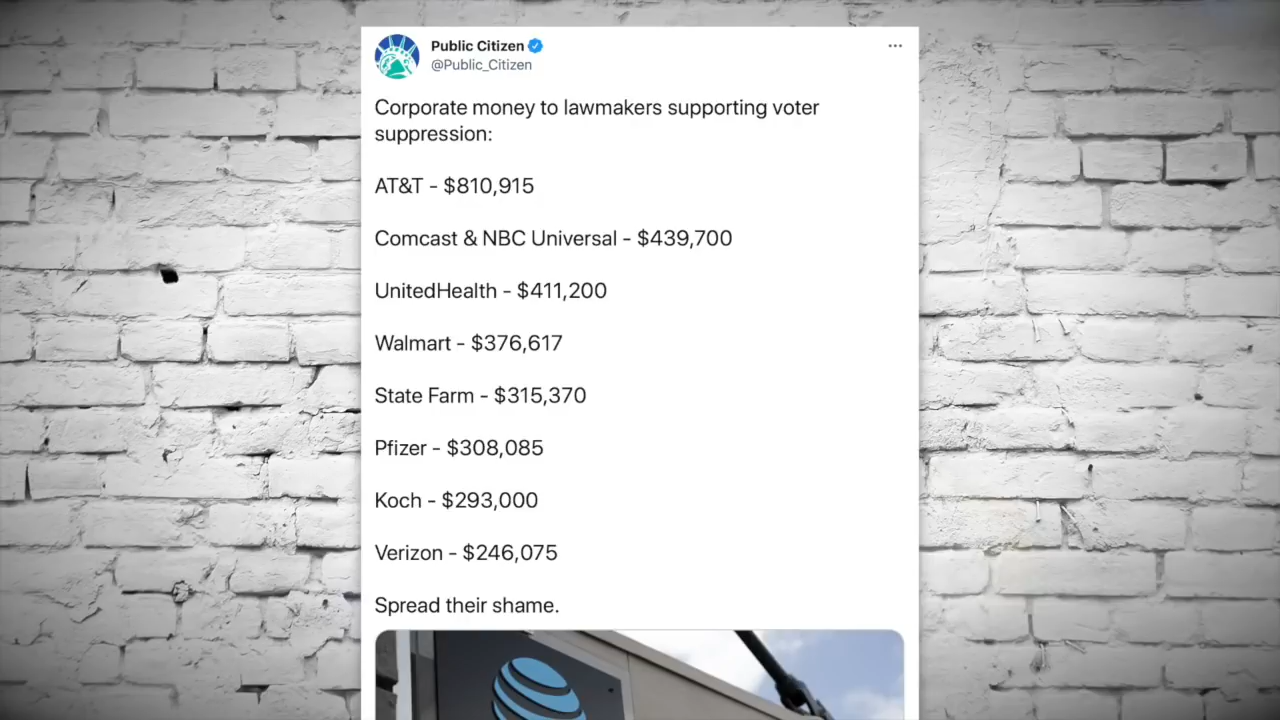 Public Citizen
@Public_Citizen
Corporate money to lawmakers supporting voter
suppression:
AT&T - $810,915
Comcast & NBC Universal - $439,700
UnitedHealth - $411,200
Walmart - $376,617
State Farm - $315,370
Pfizer - $308,085
Koch - $293,000
Verizon - $246,075
Spread their shame.